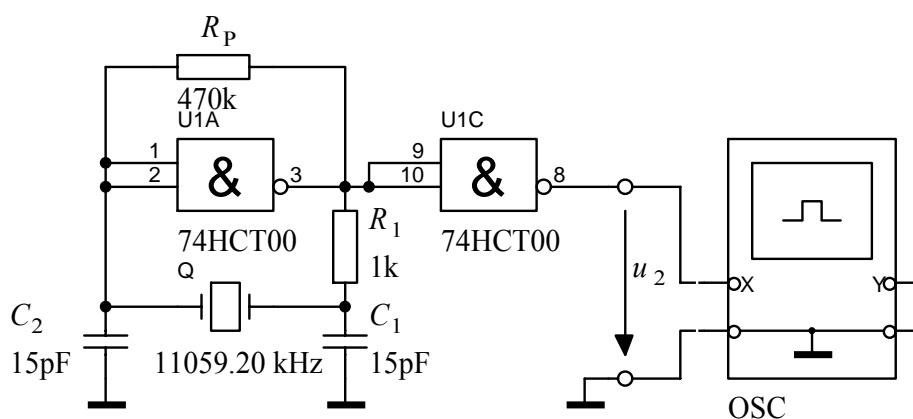 R_P
470k
U1A
1
2
&
3
74HCT00
U1C
9
10
&
8
74HCT00
R_1
1k
Q
11059.20 kHz
C_2
15pF
C_1
15pF
u_2
X
Y
OSC